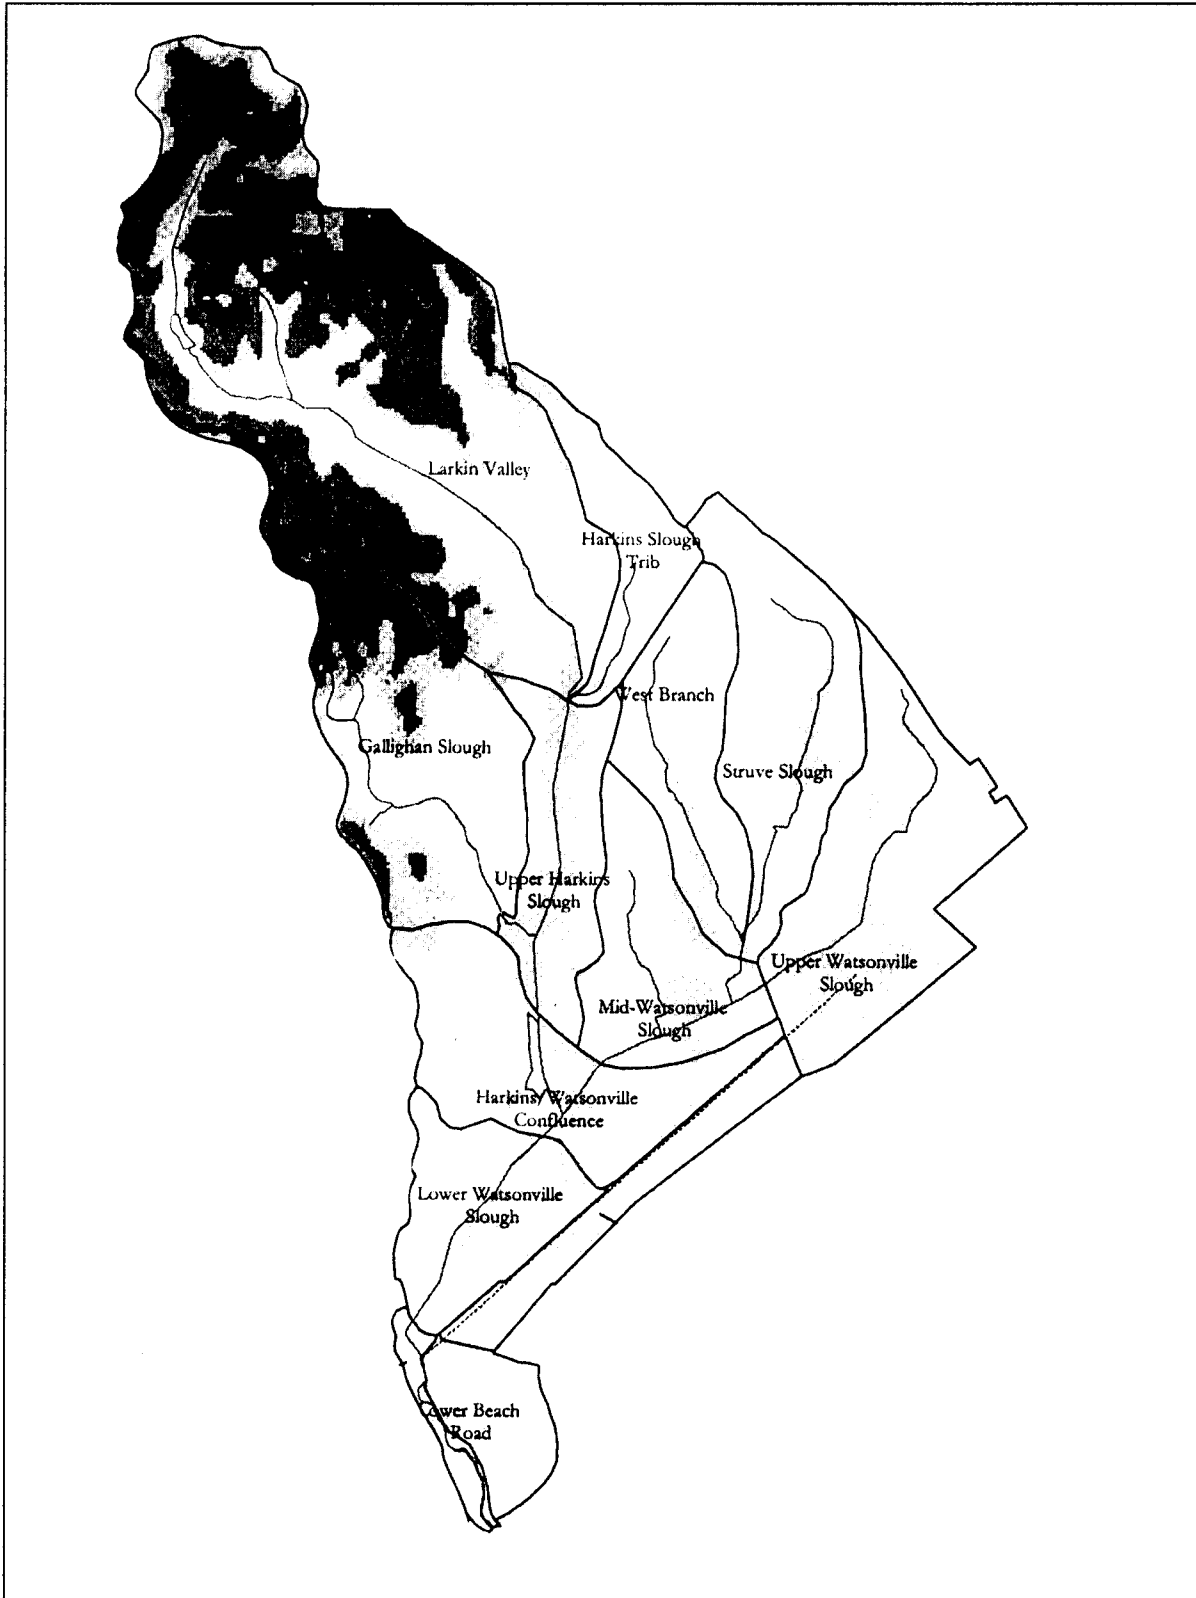 Larkin Valley
Harkins Slough
Trib
West Branch
Gallighan Slough
Struve Slough
Upper Harkins
Slough
Upper Watsonville
Slough
Mid-Watsonville
Slough
Harkins/Watsonville
Confluence
Lower Watsonville
Slough
Lower Beach
Road